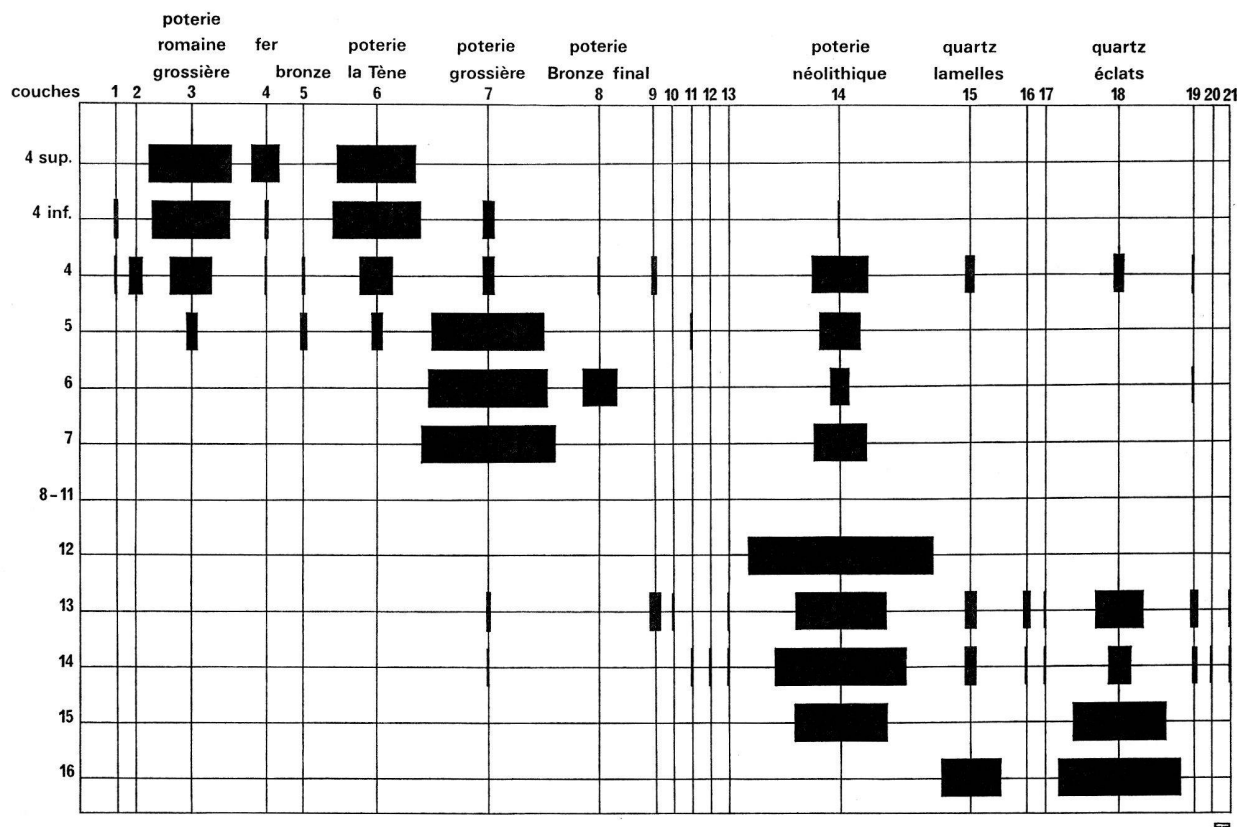 poterie
romaine fer poterie poterie poterie poterie quartz quartz
grossière bronze la Tène grossière Bronze final néolithique lamelles éclats
couches 1 2 3 4 5 6 7 8 9 10 11 12 13 14 15 16 17 18 19 20 21
4 sup.
4 inf.
4
5
6
7
8-11
12
13
14
15
16